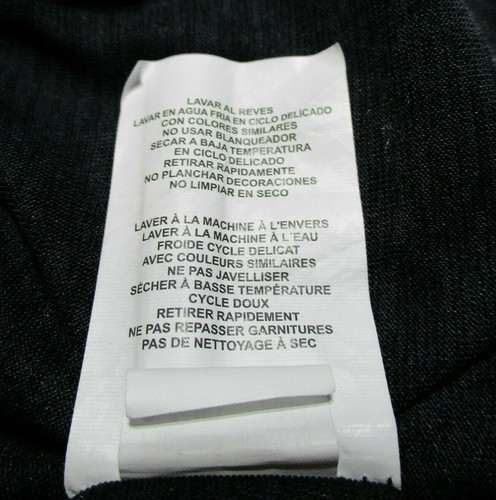 LAVAR AL REVES
LAVAR EN AGUA FRIA EN CICLO DELICADO
CON COLORES SIMILARES
NO USAR BLANQUEADOR
SECAR A BAJA TEMPERATURA
EN CICLO DELICADO
RETIRAR RAPIDAMENTE
NO PLANCHAR DECORACIONES
NO LIMPIAR EN SECO
LAVER À LA MACHINE À L'ENVERS
LAVER À LA MACHINE À L'EAU
FROIDE CYCLE DELICAT
AVEC COULEURS SIMILAIRES
NE PAS JAVELLISER
SÉCHER À BASSE TEMPÉRATURE
CYCLE DOUX
RETIRER RAPIDEMENT
NE PAS REPASSER GARNITURES
PAS DE NETTOYAGE À SEC